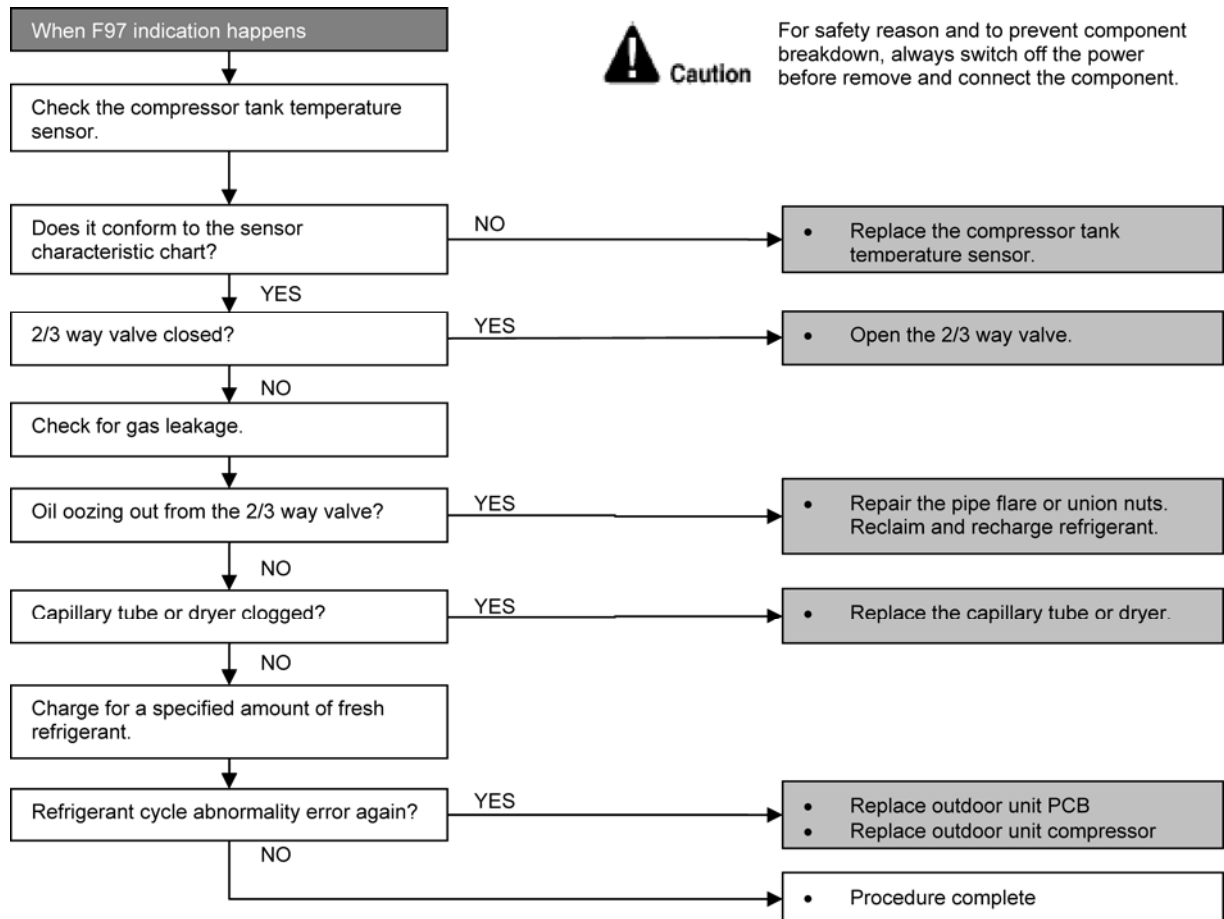 When F97 indication happens
Caution
For safety reason and to prevent component
breakdown, always switch off the power
before remove and connect the component.
Check the compressor tank temperature
sensor.
Does it conform to the sensor
characteristic chart?
NO
• Replace the compressor tank
temperature sensor.
YES
2/3 way valve closed?
YES
• Open the 2/3 way valve.
NO
Check for gas leakage.
Oil oozing out from the 2/3 way valve?
YES
• Repair the pipe flare or union nuts.
Reclaim and recharge refrigerant.
NO
Capillary tube or dryer clogged?
YES
• Replace the capillary tube or dryer.
NO
Charge for a specified amount of fresh
refrigerant.
Refrigerant cycle abnormality error again?
YES
• Replace outdoor unit PCB
• Replace outdoor unit compressor
NO
• Procedure complete